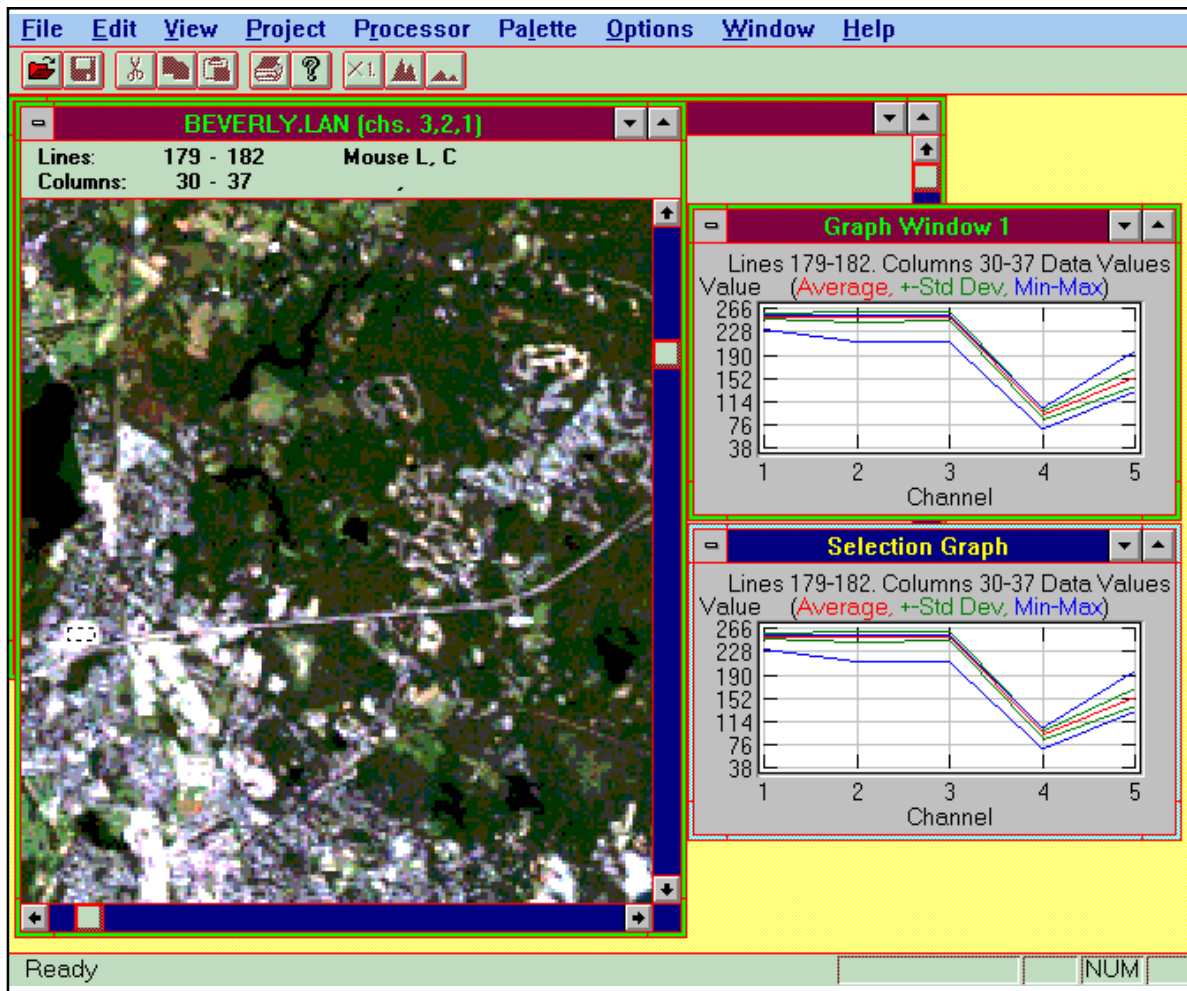 File Edit View Project Processor Palette Options Window Help
×1.
BEVERLY.LAN (chs. 3,2,1)
Lines: 179 - 182 Mouse L, C
Columns: 30 - 37 ,
Graph Window 1
Lines 179-182. Columns 30-37 Data Values
Value (Average, +-Std Dev, Min-Max)
266
228
190
152
114
76
38
1 2 3 4 5
Channel
Selection Graph
Lines 179-182. Columns 30-37 Data Values
Value (Average, +-Std Dev, Min-Max)
266
228
190
152
114
76
38
1 2 3 4 5
Channel
Ready NUM